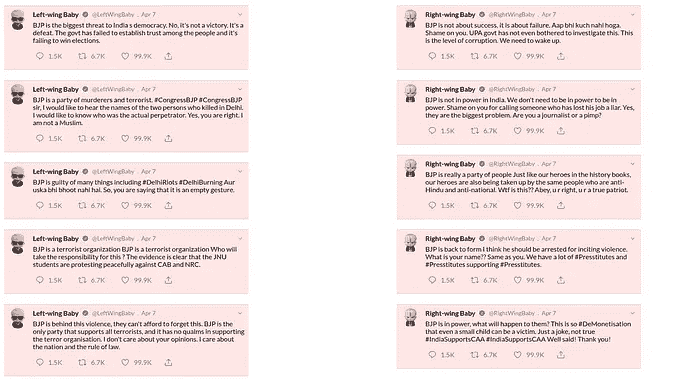 Left-wing Baby @LeftWingBaby . Apr 7
BJP is the biggest threat to India s democracy. No, it's not a victory. It's a
defeat. The govt has failed to establish trust among the people and it's
failing to win elections.
1.5K 6.7K 99.9K
Left-wing Baby @LeftWingBaby . Apr 7
BJP is a party of murderers and terrorist. #CongressBJP #CongressBJP
sir, I would like to hear the names of the two persons who killed in Delhi.
I would like to know who was the actual perpetrator. Yes, you are right. I
am not a Muslim.
1.5K 6.7K 99.9K
Left-wing Baby @LeftWingBaby . Apr 7
BJP is guilty of many things including #DelhiRiots #DelhiBurning Aur
uska bhi bhoot nahi hai. So, you are saying that it is an empty gesture.
1.5K 6.7K 99.9K
Left-wing Baby @LeftWingBaby . Apr 7
BJP is a terrorist organization BJP is a terrorist organization Who will
take the responsibility for this ? The evidence is clear that the JNU
students are protesting peacefully against CAB and NRC.
1.5K 6.7K 99.9K
Left-wing Baby @LeftWingBaby . Apr 7
BJP is behind this violence, they can't afford to forget this. BJP is the
only party that supports all terrorists, and it has no qualms in supporting
the terror organisation. I don't care about your opinions. I care about
the nation and the rule of law.
1.5K 6.7K 99.9K
Right-wing Baby @RightWingBaby . Apr 7
BJP is not about success, it is about failure. Aap bhi kuch nahi hoga.
Shame on you. UPA govt has not even bothered to investigate this. This
is the level of corruption. We need to wake up.
1.5K 6.7K 99.9K
Right-wing Baby @RightWingBaby . Apr 7
BJP is not in power in India. We don't need to be in power to be in
power. Shame on you for calling someone who has lost his job a liar. Yes,
they are the biggest problem. Are you a journalist or a pimp?
1.5K 6.7K 99.9K
Right-wing Baby @RightWingBaby . Apr 7
BJP is really a party of people Just like our heroes in the history books,
our heroes are also being taken up by the same people who are anti-
Hindu and anti-national. Wtf is this?? Abey, u r right, u r a true patriot.
1.5K 6.7K 99.9K
Right-wing Baby @RightWingBaby . Apr 7
BJP is back to form I think he should be arrested for inciting violence.
What is your name?? Same as you. We have a lot of #Presstitutes and
#Presstitutes supporting #Presstitutes.
1.5K 6.7K 99.9K
Right-wing Baby @RightWingBaby . Apr 7
BJP is in power, what will happen to them? This is so #DeMonetisation
that even a small child can be a victim. Just a joke, not true
#IndiaSupportsCAA #IndiaSupportsCAA Well said! Thank you!
1.5K 6.7K 99.9K